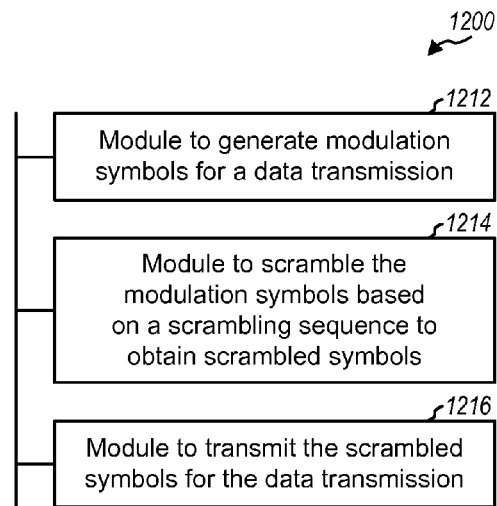 1200
1212
Module to generate modulation
symbols for a data transmission
1214
Module to scramble the
modulation symbols based
on a scrambling sequence to
obtain scrambled symbols
1216
Module to transmit the scrambled
symbols for the data transmission